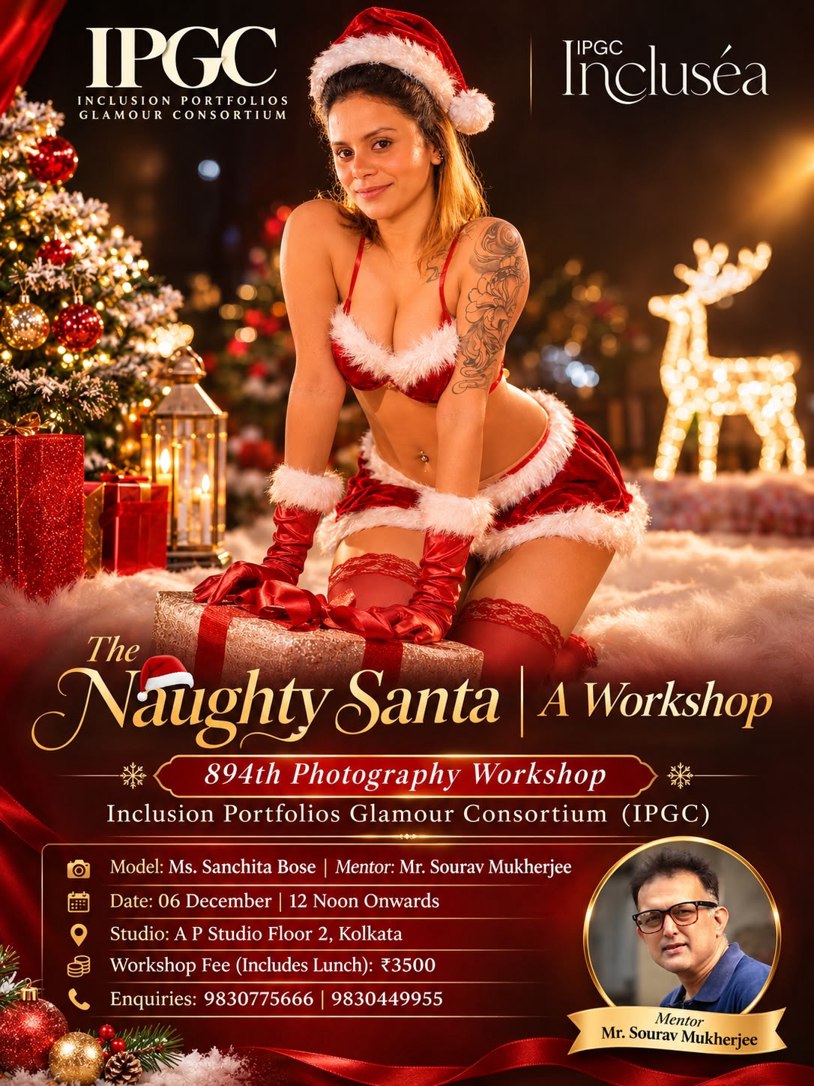 IPGC
INCLUSION PORTFOLIOS
GLAMOUR CONSORTIUM
IPGC
Incluséa
The
Naughty Santa | A Workshop
894th Photography Workshop
Inclusion Portfolios Glamour Consortium (IPGC)
Model: Ms. Sanchita Bose | Mentor: Mr. Sourav Mukherjee
Date: 06 December | 12 Noon Onwards
Studio: A P Studio Floor 2, Kolkata
Workshop Fee (Includes Lunch): ₹3500
Enquiries: 9830775666 | 9830449955
Mentor
Mr. Sourav Mukherjee